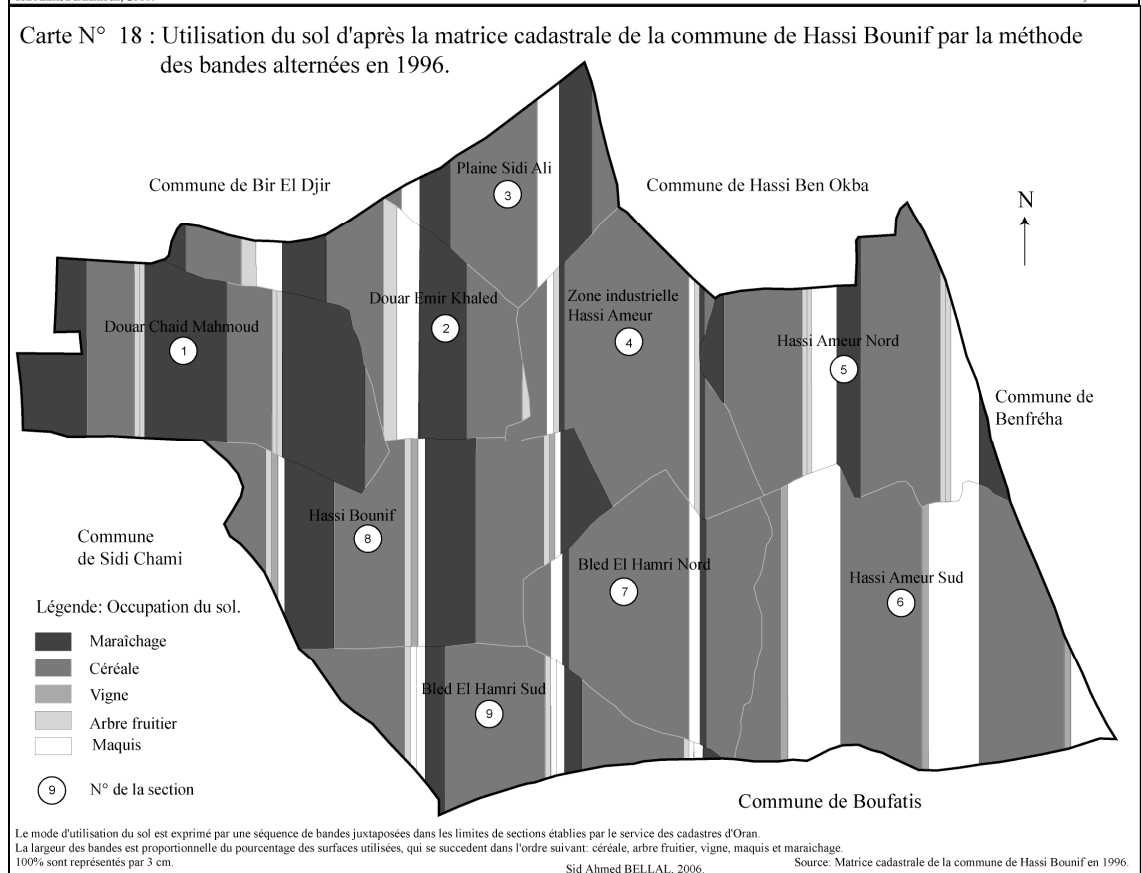 Carte N° 18 : Utilisation du sol d'après la matrice cadastrale de la commune de Hassi Bounif par la méthode
des bandes alternées en 1996.
Plaine Sidi Ali
3
Commune de Bir El Djir
Commune de Hassi Ben Okba
N
Douar Emir Khaled
2
Zone industrielle
Hassi Ameur
4
Douar Chaid Mahmoud
1
Hassi Ameur Nord
5
Commune de
Benfréha
Hassi Bounif
8
Commune
de Sidi Chami
Bled El Hamri Nord
7
Hassi Ameur Sud
6
Légende: Occupation du sol.
Maraîchage
Céréale
Vigne
Arbre fruitier
Maquis
Bled El Hamri Sud
9
9 N° de la section
Commune de Boufatis
Le mode d'utilisation du sol est exprimé par une séquence de bandes juxtaposées dans les limites de sections établies par le service des cadastres d'Oran.
La largeur des bandes est proportionnelle du pourcentage des surfaces utilisées, qui se succedent dans l'ordre suivant: céréale, arbre fruitier, vigne, maquis et maraichage.
100% sont représentés par 3 cm.
Sid Ahmed BELLAL, 2006.
Source: Matrice cadastrale de la commune de Hassi Bounif en 1996.